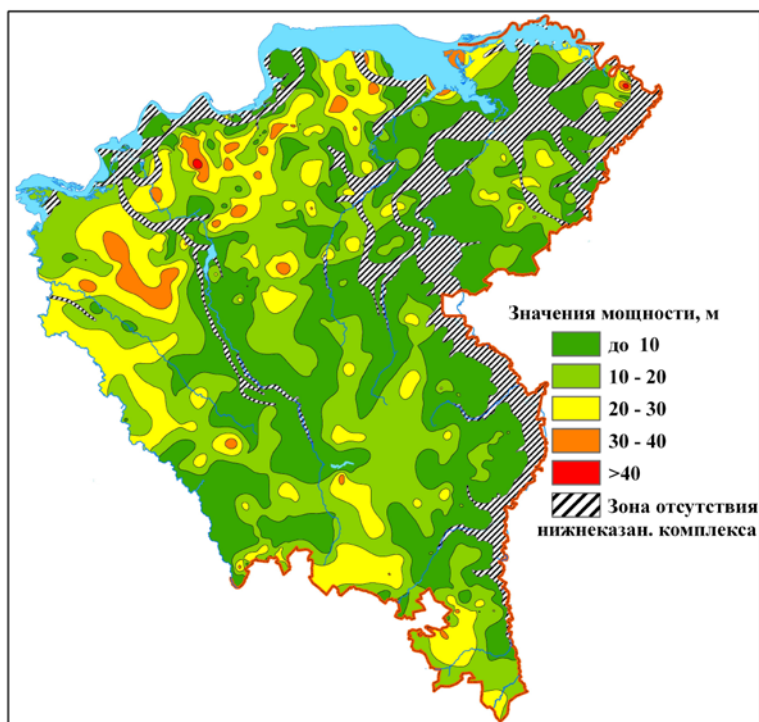 Значения мощности, м
до 10
10 - 20
20 - 30
30 - 40
>40
Зона отсутствия
нижнеказан. комплекса